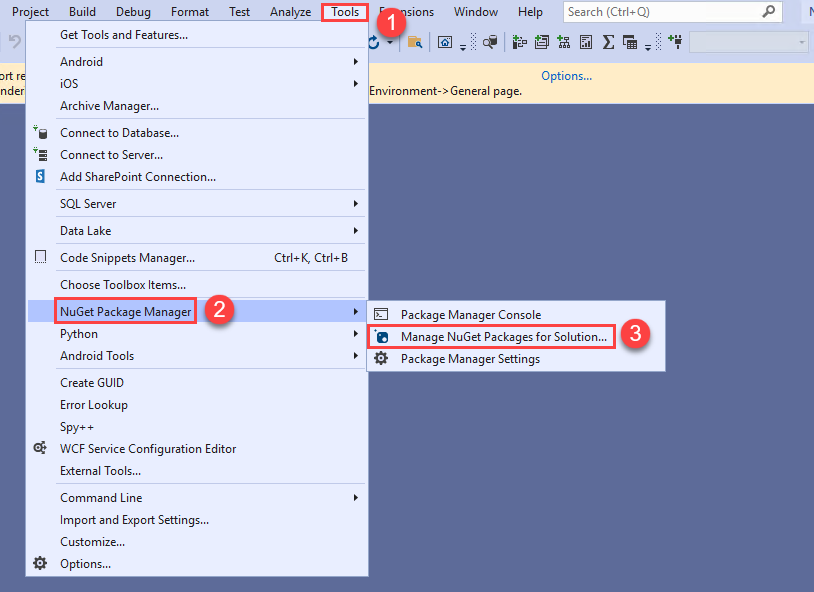 Project Build Debug Format Test Analyze Tools Extensions Window Help Search (Ctrl+Q)
1
Get Tools and Features...
ort re
Options...
Android
iOS
nder
Environment->General page.
Archive Manager...
Connect to Database...
Connect to Server...
Add SharePoint Connection...
SQL Server
Data Lake
Code Snippets Manager... Ctrl+K, Ctrl+B
Choose Toolbox Items...
NuGet Package Manager 2
Package Manager Console
Python
Manage NuGet Packages for Solution... 3
Android Tools
Package Manager Settings
Create GUID
Error Lookup
Spy++
WCF Service Configuration Editor
External Tools...
Command Line
Import and Export Settings...
Customize...
Options...